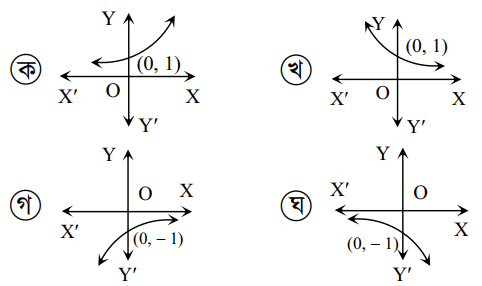 ক
Y
(0, 1)
X′ O X
Y′
খ
Y
(0, 1)
X′ O X
Y′
গ
Y
O X
X′
(0, – 1)
Y′
ঘ
Y
X′ O
X
(0, – 1)
Y′